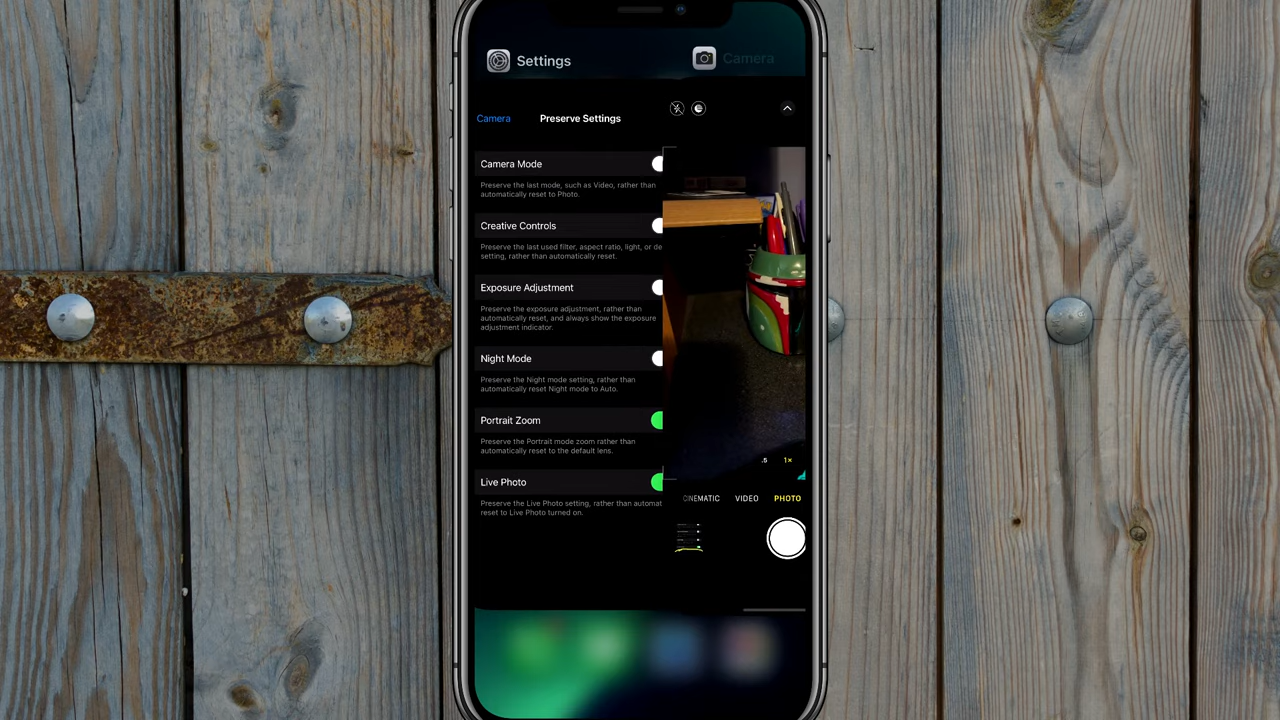 Settings
Camera
Camera
Preserve Settings
Camera Mode
Preserve the last mode, such as Video, rather than
automatically reset to Photo.
Creative Controls
Preserve the last used filter, aspect ratio, light, or de
setting, rather than automatically reset.
Exposure Adjustment
Preserve the exposure adjustment, rather than
automatically reset, and always show the exposure
adjustment indicator.
Night Mode
Preserve the Night mode setting, rather than
automatically reset Night mode to Auto.
Portrait Zoom
Preserve the Portrait mode zoom rather than
automatically reset to the default lens.
Live Photo
Preserve the Live Photo setting, rather than automat
reset to Live Photo turned on.
.5 1×
CINEMATIC VIDEO PHOTO